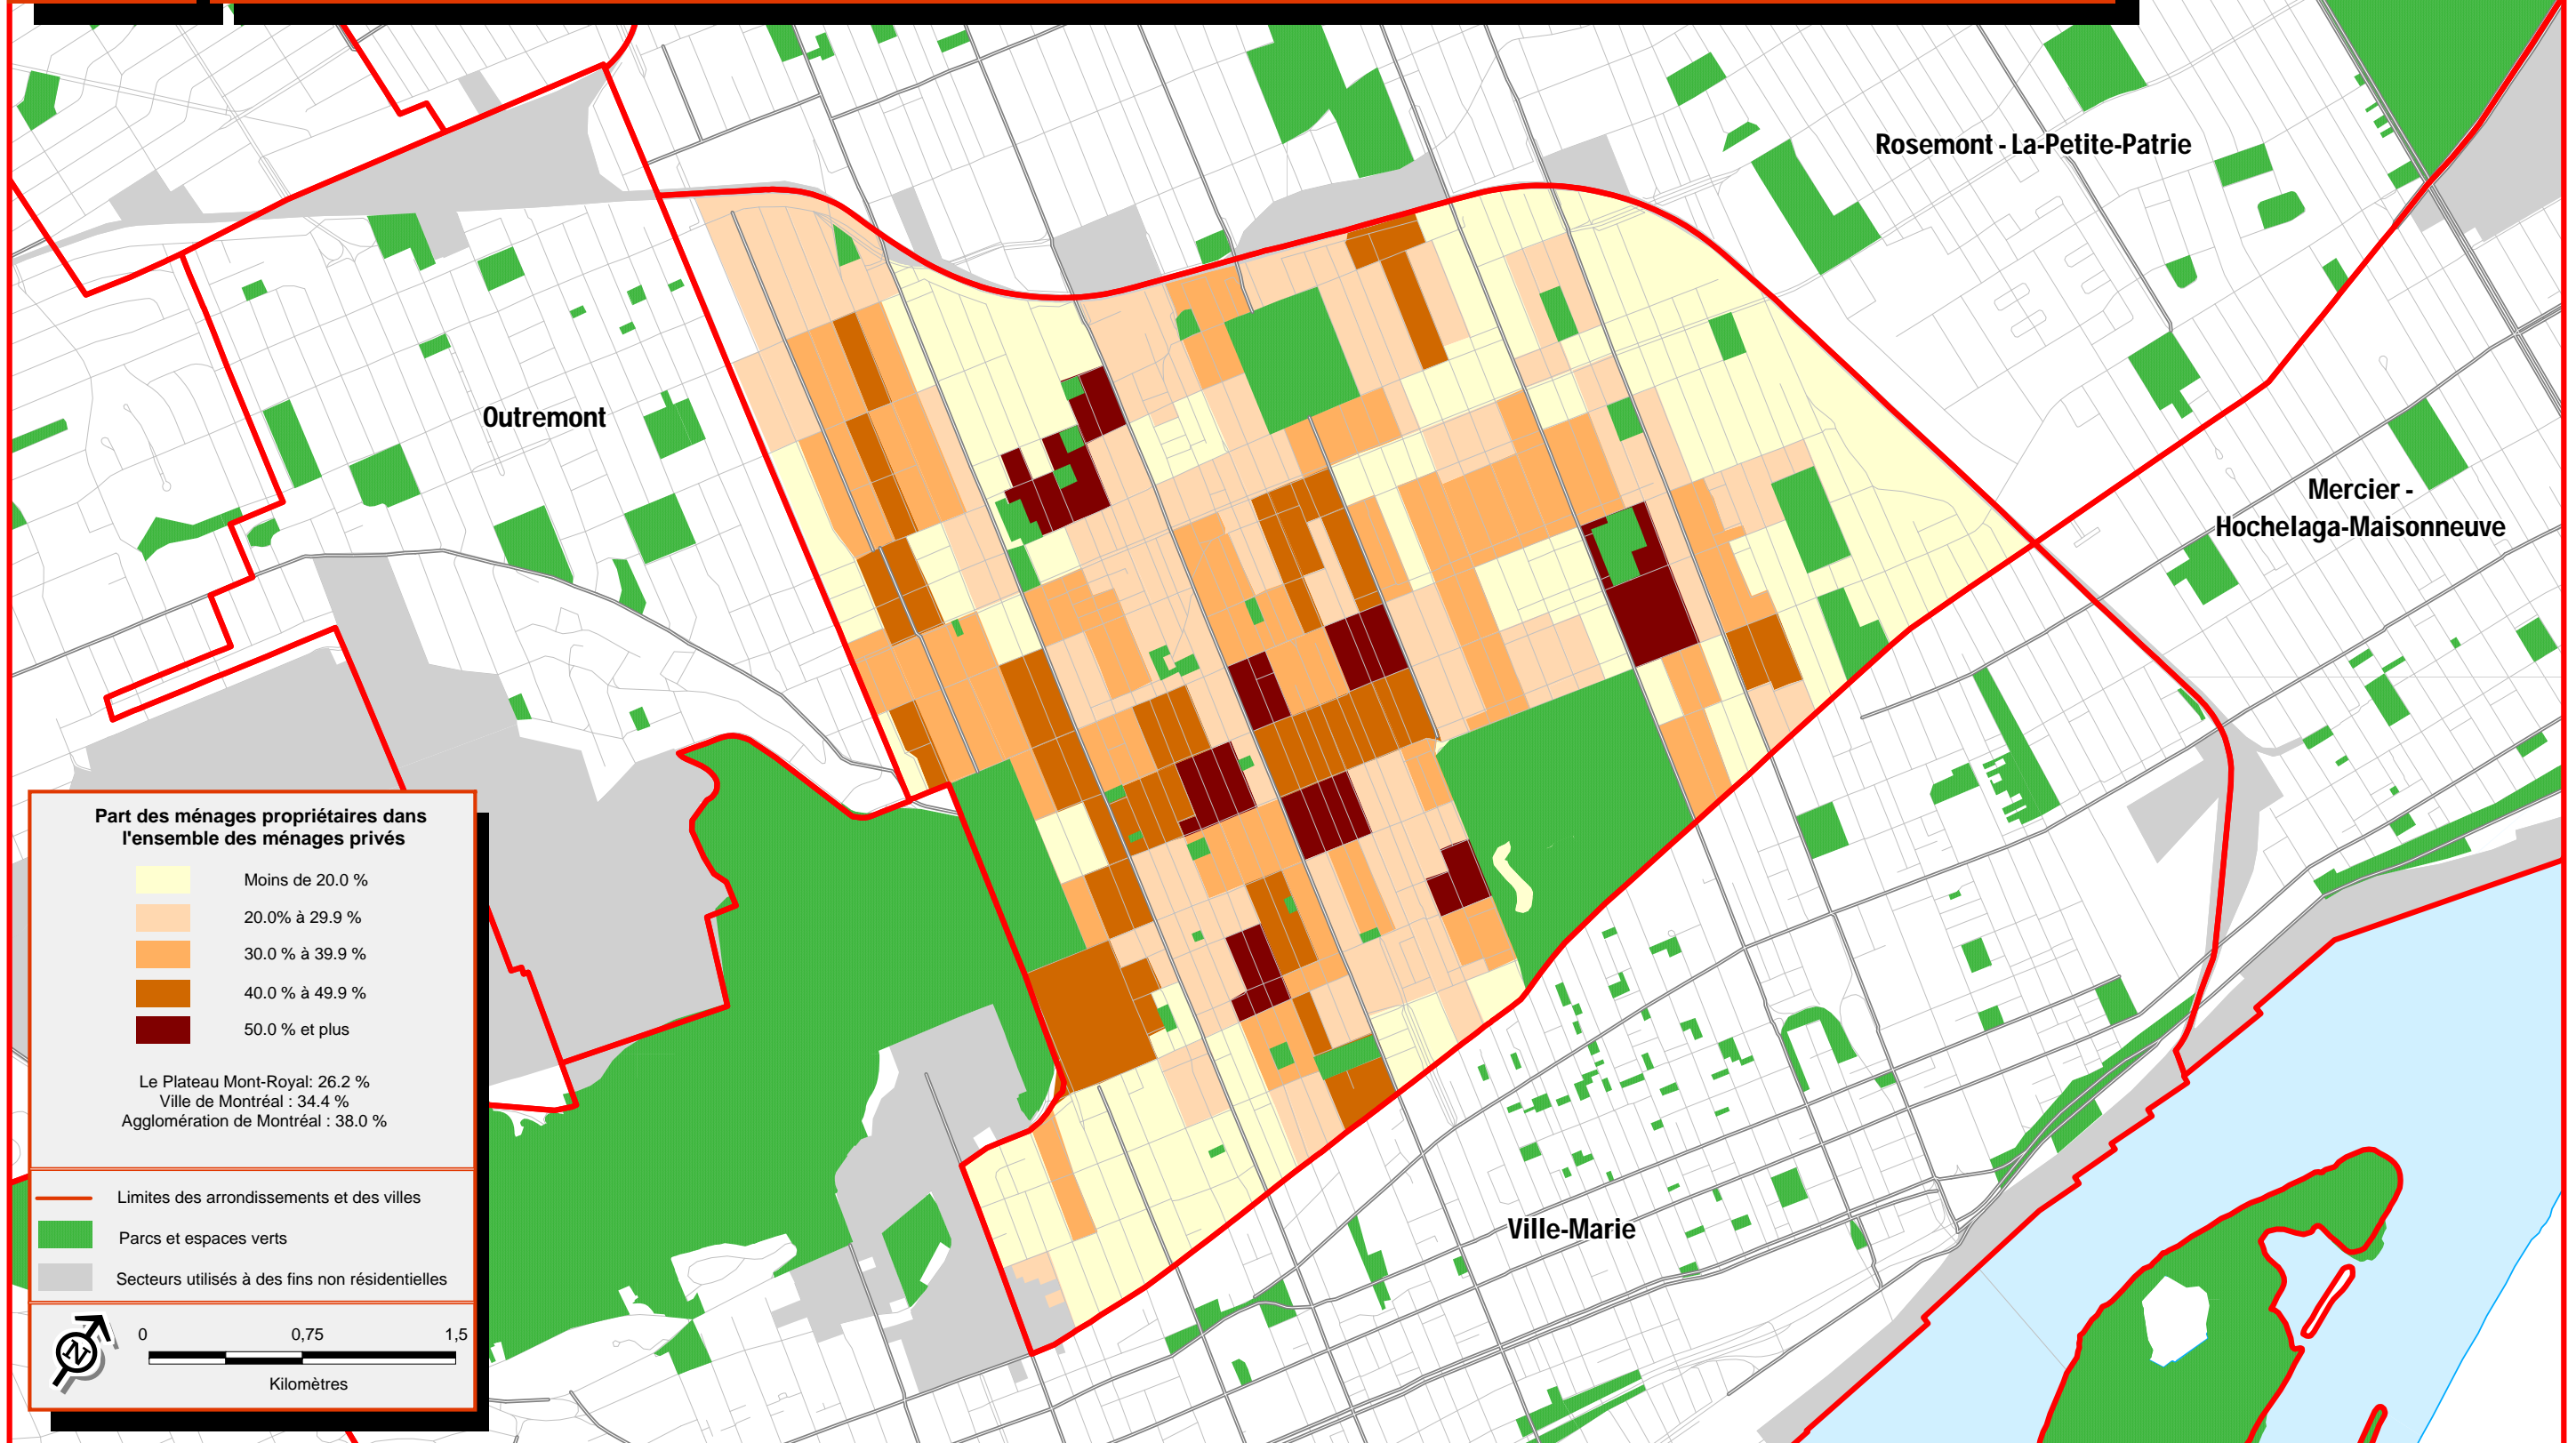 Rosemont - La-Petite-Patrie
Outremont
Mercier -
Hochelaga-Maisonneuve
Ville-Marie
Part des ménages propriétaires dans
l'ensemble des ménages privés
Moins de 20.0 %
20.0% à 29.9 %
30.0 % à 39.9 %
40.0 % à 49.9 %
50.0 % et plus
Le Plateau Mont-Royal: 26.2 %
Ville de Montréal : 34.4 %
Agglomération de Montréal : 38.0 %
Limites des arrondissements et des villes
Parcs et espaces verts
Secteurs utilisés à des fins non résidentielles
N
0 0,75 1,5
Kilomètres